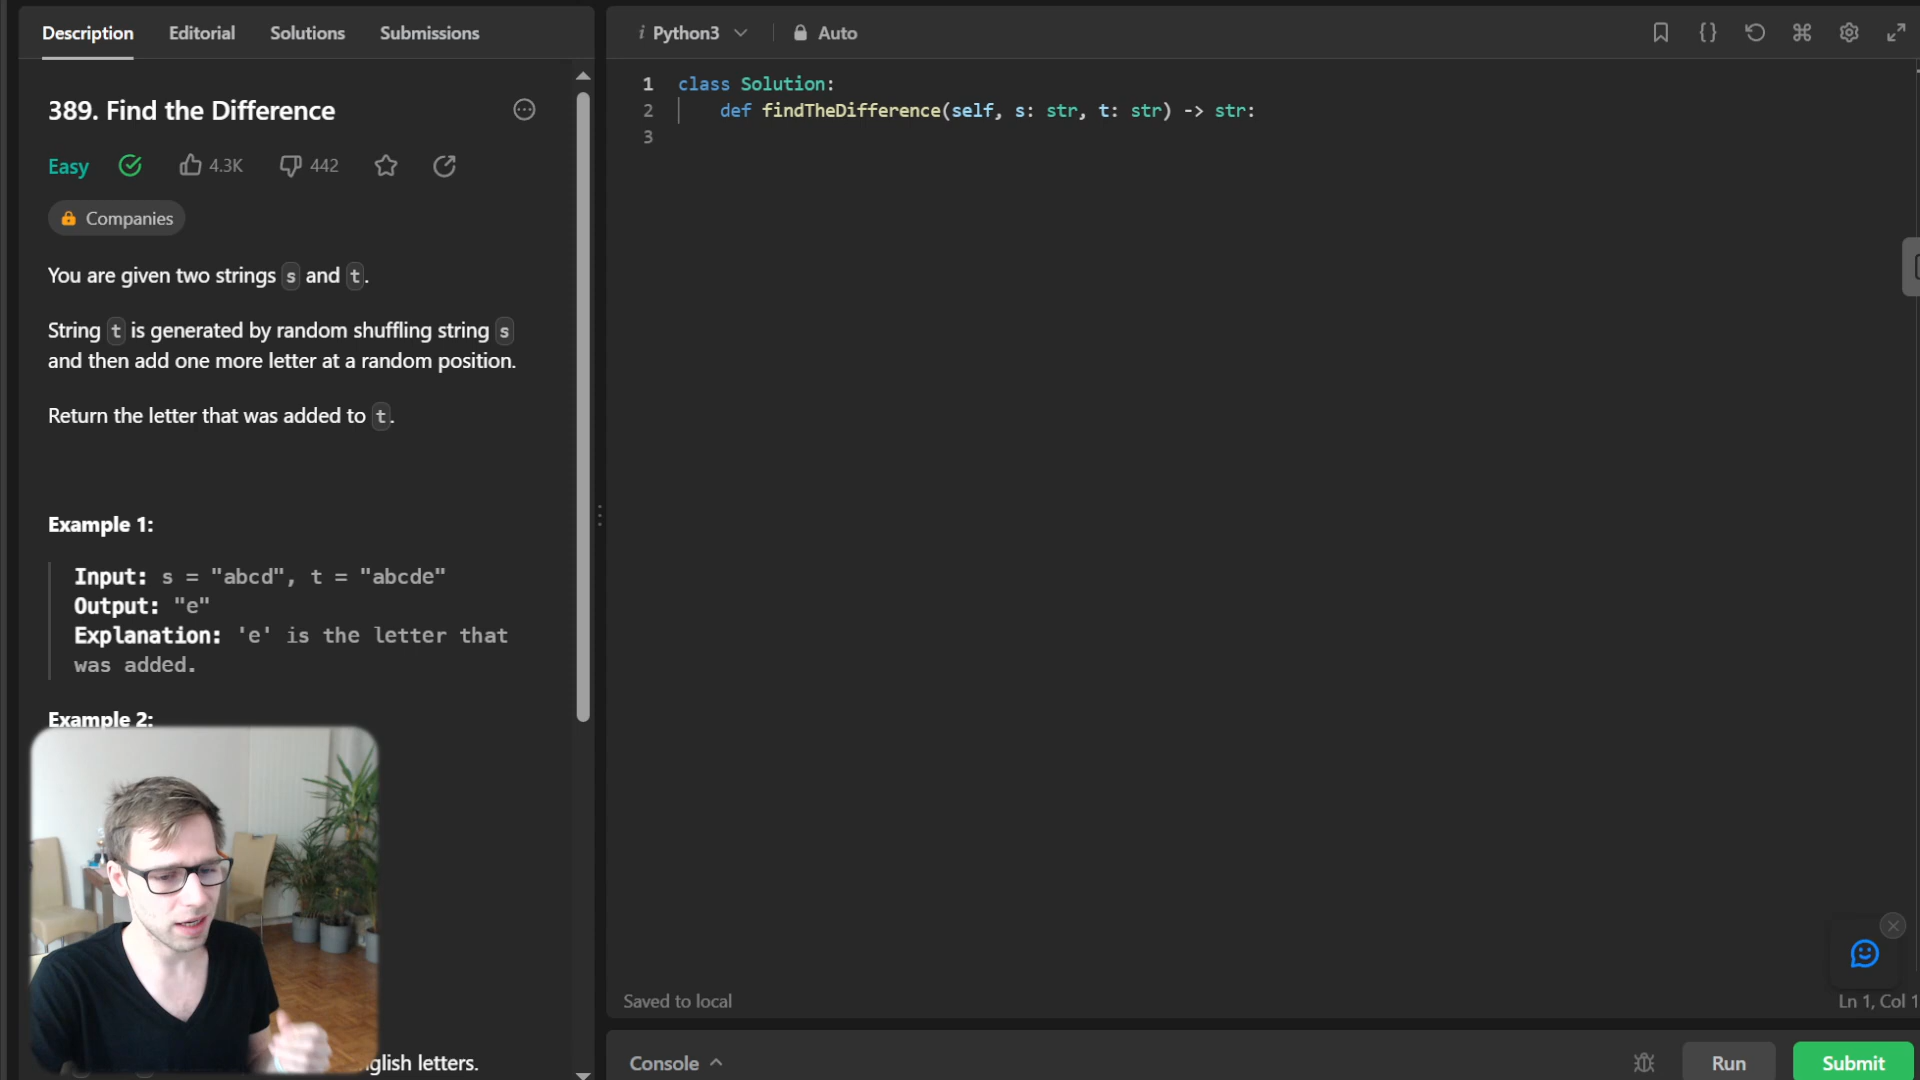 Description Editorial Solutions Submissions
389. Find the Difference
Easy 4.3K 442
Companies
You are given two strings s and t.
String t is generated by random shuffling string s
and then add one more letter at a random position.
Return the letter that was added to t.
Example 1:
Input: s = "abcd", t = "abcde"
Output: "e"
Explanation: 'e' is the letter that
was added.
Example 2:
glish letters.
i Python3 Auto
1 class Solution:
2 def findTheDifference(self, s: str, t: str) -> str:
3
Saved to local
Ln 1, Col 1
Console Run Submit